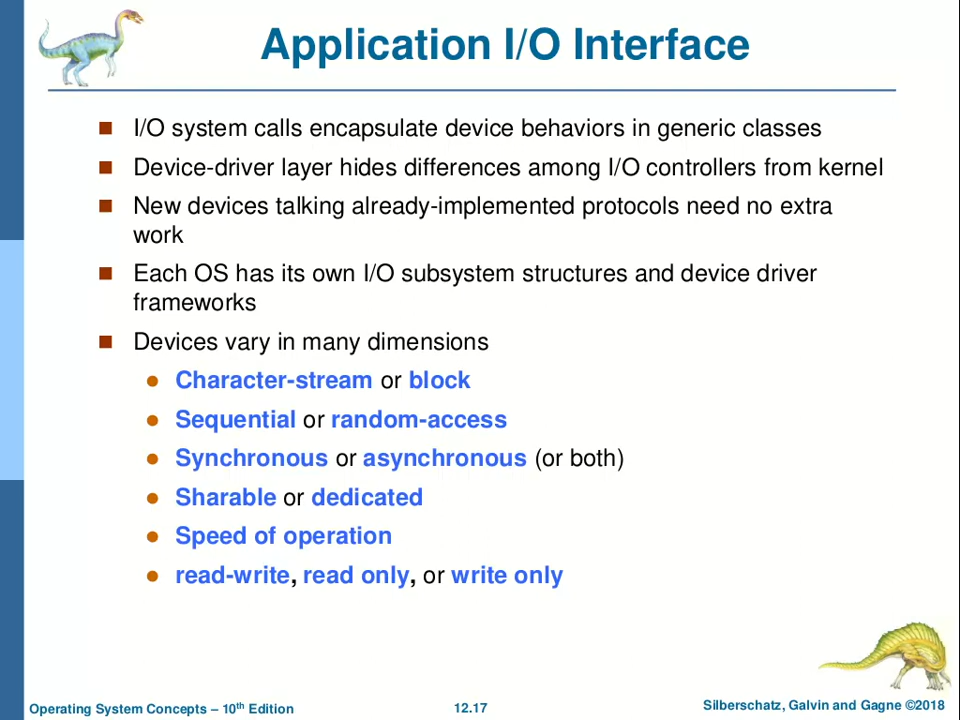 Application I/O Interface
I/O system calls encapsulate device behaviors in generic classes
Device-driver layer hides differences among I/O controllers from kernel
New devices talking already-implemented protocols need no extra
work
Each OS has its own I/O subsystem structures and device driver
frameworks
Devices vary in many dimensions
Character-stream or block
Sequential or random-access
Synchronous or asynchronous (or both)
Sharable or dedicated
Speed of operation
read-write, read only, or write only
Operating System Concepts – 10th Edition
12.17
Silberschatz, Galvin and Gagne ©2018